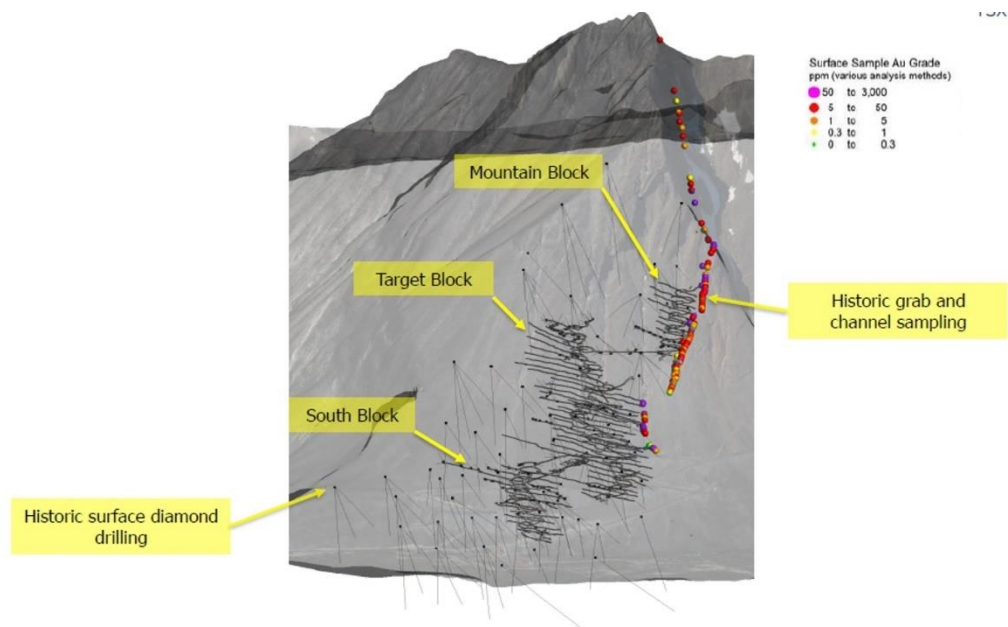 Surface Sample Au Grade
ppm (various analysis methods)
50 to 3,000
5 to 50
1 to 5
0.3 to 1
0 to 0.3
Mountain Block
Target Block
Historic grab and
channel sampling
South Block
Historic surface diamond
drilling